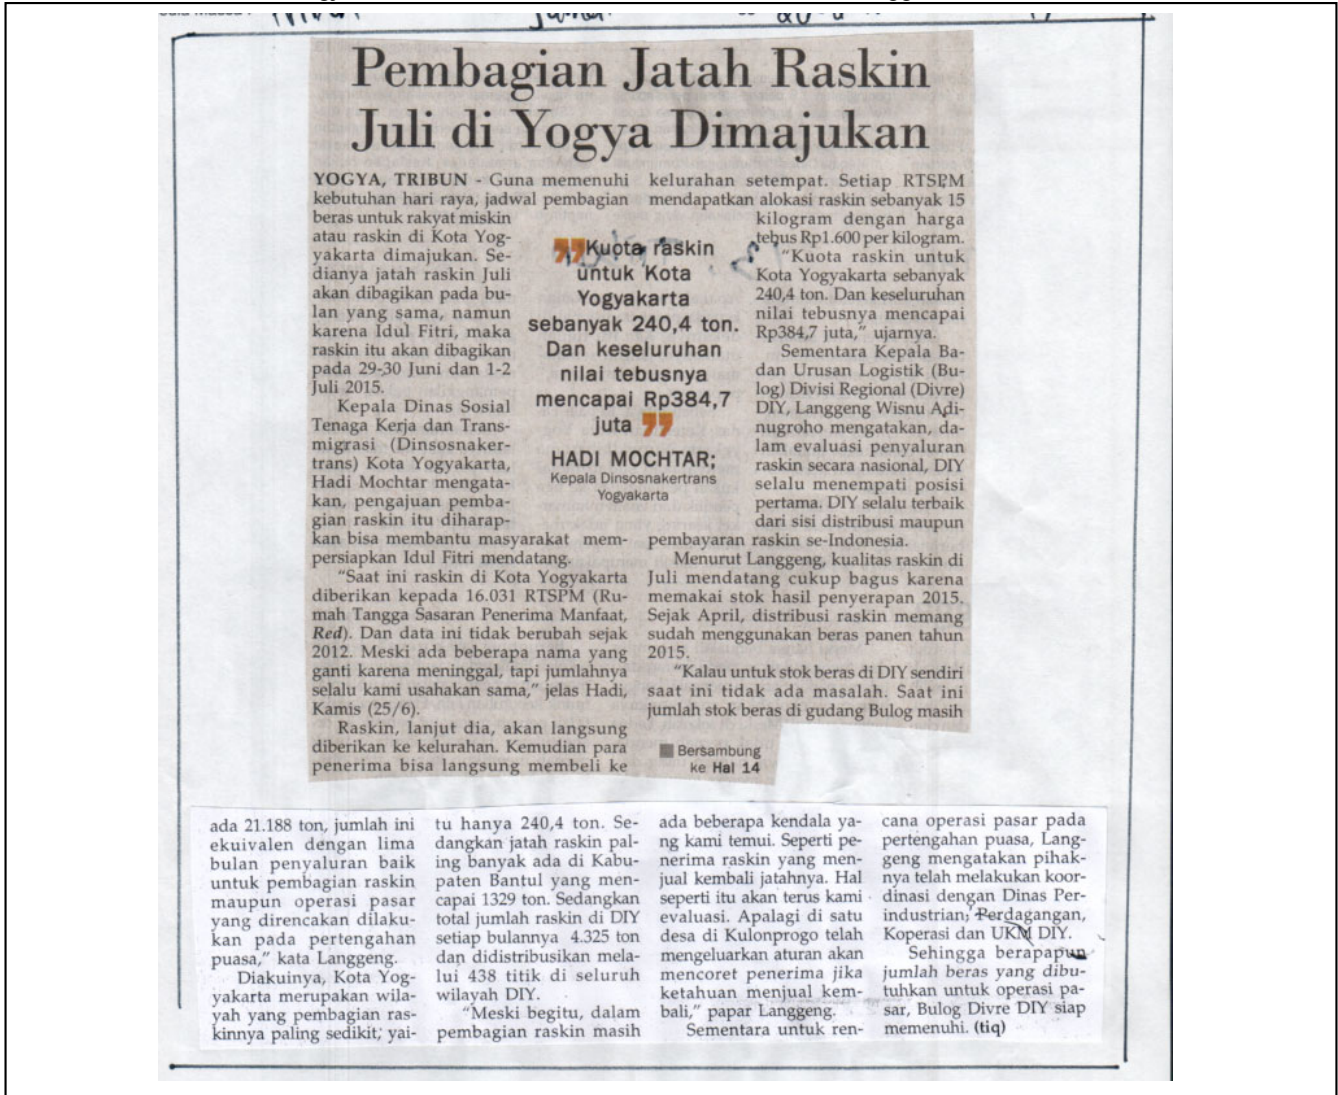 Pembagian Jatah Raskin
Juli di Yogya Dimajukan
YOGYA, TRIBUN - Guna memenuhi
kebutuhan hari raya, jadwal pembagian
beras untuk rakyat miskin
atau raskin di Kota Yog-
yakarta dimajukan. Se-
dianya jatah raskin Juli
akan dibagikan pada bu-
lan yang sama, namun
karena Idul Fitri, maka
raskin itu akan dibagikan
pada 29-30 Juni dan 1-2
Juli 2015.
Kepala Dinas Sosial
Tenaga Kerja dan Trans-
migrasi (Dinsosnaker-
trans) Kota Yogyakarta,
Hadi Mochtar mengata-
kan, pengajuan pemba-
gian raskin itu diharap-
kan bisa membantu masyarakat mem-
persiapkan Idul Fitri mendatang.
"Saat ini raskin di Kota Yogyakarta
diberikan kepada 16.031 RTSPM (Ru-
mah Tangga Sasaran Penerima Manfaat,
Red). Dan data ini tidak berubah sejak
2012. Meski ada beberapa nama yang
ganti karena meninggal, tapi jumlahnya
selalu kami usahakan sama," jelas Hadi,
Kamis (25/6).
Raskin, lanjut dia, akan langsung
diberikan ke kelurahan. Kemudian para
penerima bisa langsung membeli ke
"Kuota raskin
untuk Kota
Yogyakarta
sebanyak 240,4 ton.
Dan keseluruhan
nilai tebusnya
mencapai Rp384,7
juta"
HADI MOCHTAR;
Kepala Dinsosnakertrans
Yogyakarta
kelurahan setempat. Setiap RTSPM
mendapatkan alokasi raskin sebanyak 15
kilogram dengan harga
tebus Rp1.600 per kilogram.
"Kuota raskin untuk
Kota Yogyakarta sebanyak
240,4 ton. Dan keseluruhan
nilai tebusnya mencapai
Rp384,7 juta," ujarnya.
Sementara Kepala Ba-
dan Urusan Logistik (Bu-
log) Divisi Regional (Divre)
DIY, Langgeng Wisnu Adi-
nugroho mengatakan, da-
lam evaluasi penyaluran
raskin secara nasional, DIY
selalu menempati posisi
pertama. DIY selalu terbaik
dari sisi distribusi maupun
pembayaran raskin se-Indonesia.
Menurut Langgeng, kualitas raskin di
Juli mendatang cukup bagus karena
memakai stok hasil penyerapan 2015.
Sejak April, distribusi raskin memang
sudah menggunakan beras panen tahun
2015.
"Kalau untuk stok beras di DIY sendiri
saat ini tidak ada masalah. Saat ini
jumlah stok beras di gudang Bulog masih
Bersambung
ke Hal 14
ada 21.188 ton, jumlah ini
ekuivalen dengan lima
bulan penyaluran baik
untuk pembagian raskin
maupun operasi pasar
yang direncakan dilaku-
kan pada pertengahan
puasa," kata Langgeng.
Diakuinya, Kota Yog-
yakarta merupakan wila-
yah yang pembagian ras-
kinnya paling sedikit, yai-
tu hanya 240,4 ton. Se-
dangkan jatah raskin pal-
ing banyak ada di Kabu-
paten Bantul yang men-
capai 1329 ton. Sedangkan
total jumlah raskin di DIY
setiap bulannya 4.325 ton
dan didistribusikan mela-
lui 438 titik di seluruh
wilayah DIY.
"Meski begitu, dalam
pembagian raskin masih
ada beberapa kendala ya-
ng kami temui. Seperti pe-
nerima raskin yang men-
jual kembali jatahnya. Hal
seperti itu akan terus kami
evaluasi. Apalagi di satu
desa di Kulonprogo telah
mengeluarkan aturan akan
mencoret penerima jika
ketahuan menjual kem-
bali," papar Langgeng.
Sementara untuk ren-
cana operasi pasar pada
pertengahan puasa, Lang-
geng mengatakan pihak-
nya telah melakukan koor-
dinasi dengan Dinas Per-
industrian, Perdagangan,
Koperasi dan UKM DIY.
Sehingga berapapun
jumlah beras yang dibu-
tuhkan untuk operasi pa-
sar, Bulog Divre DIY siap
memenuhi. (tiq)